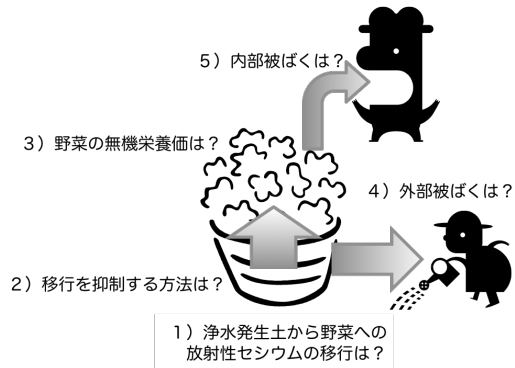 5）内部被ばくは？
3）野菜の無機栄養価は？
4）外部被ばくは？
2）移行を抑制する方法は？
1）浄水発生土から野菜への
放射性セシウムの移行は？